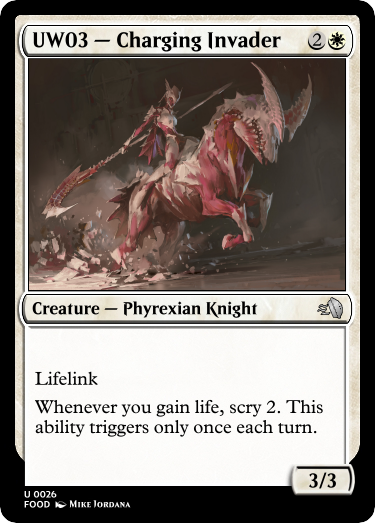 UW03 — Charging Invader 2
Creature — Phyrexian Knight
Lifelink
Whenever you gain life, scry 2. This
ability triggers only once each turn.
3/3
U 0026
FOOD Mike Jordana